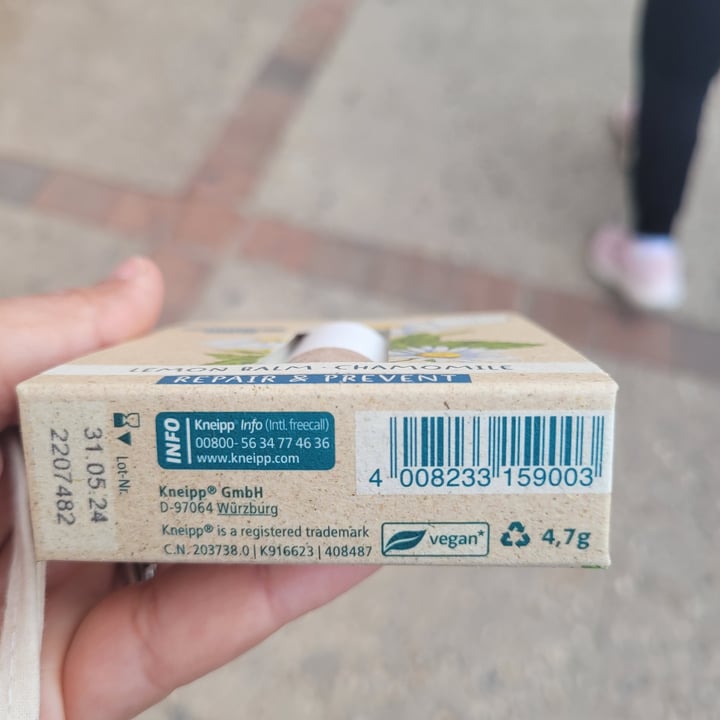 LEMON BALM · CHAMOMILE
REPAIR & PREVENT
31.05.24
2207482
Lot-Nr.
INFO
Kneipp® Info (Intl. freecall)
00800- 56 34 77 46 36
www.kneipp.com
Kneipp® GmbH
D-97064 Würzburg
Kneipp® is a registered trademark
C.N. 203738.0 | K916623 | 408487
4 008233 159003
vegan*
4,7g